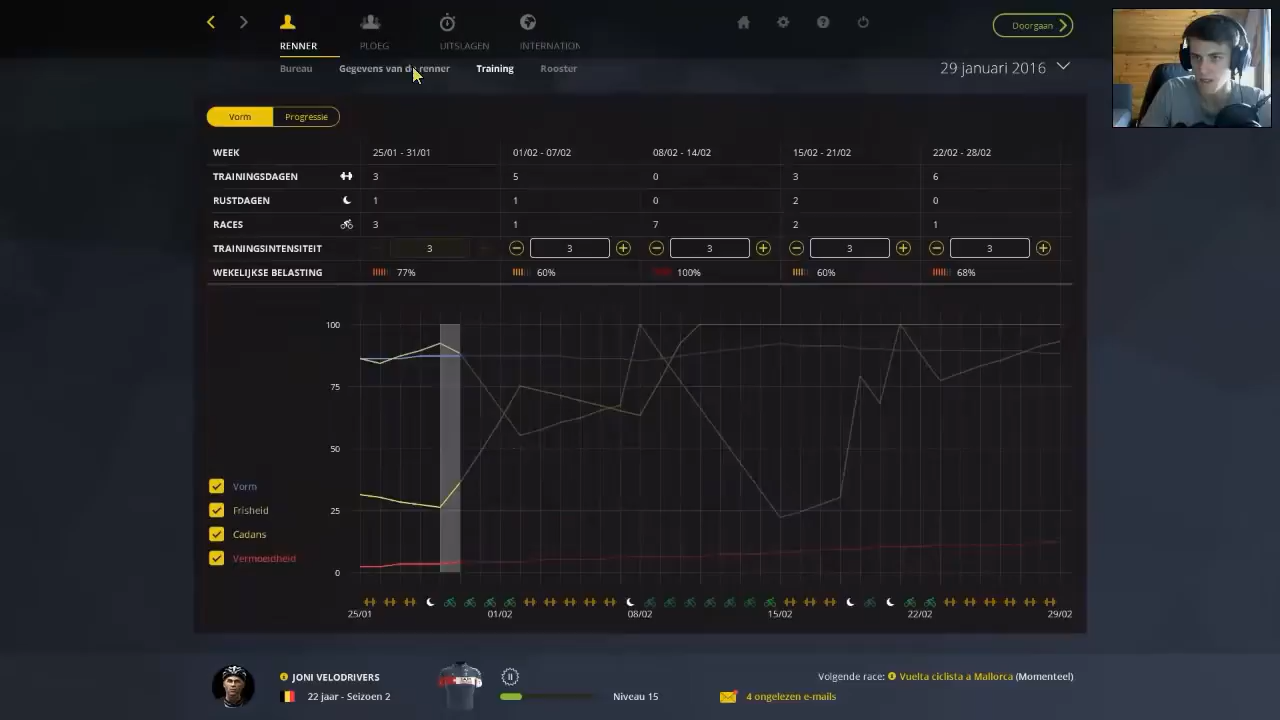 RENNER PLOEG UITSLAGEN INTERNATION
Doorgaan
Bureau Gegevens van de renner Training Rooster
29 januari 2016
Vorm Progressie
WEEK 25/01 - 31/01 01/02 - 07/02 08/02 - 14/02 15/02 - 21/02 22/02 - 28/02
TRAININGSDAGEN 3 5 0 3 6
RUSTDAGEN 1 1 0 2 0
RACES 3 1 7 2 1
TRAININGSINTENSITEIT 3 3 3 3 3
WEKELIJKSE BELASTING 77% 60% 100% 60% 68%
100
75
50
25
0
Vorm
Frisheid
Cadans
Vermoeidheid
25/01 01/02 08/02 15/02 22/02 29/02
JONI VELODRIVERS
22 jaar - Seizoen 2
Niveau 15
Volgende race: Vuelta ciclista a Mallorca (Momenteel)
4 ongelezen e-mails